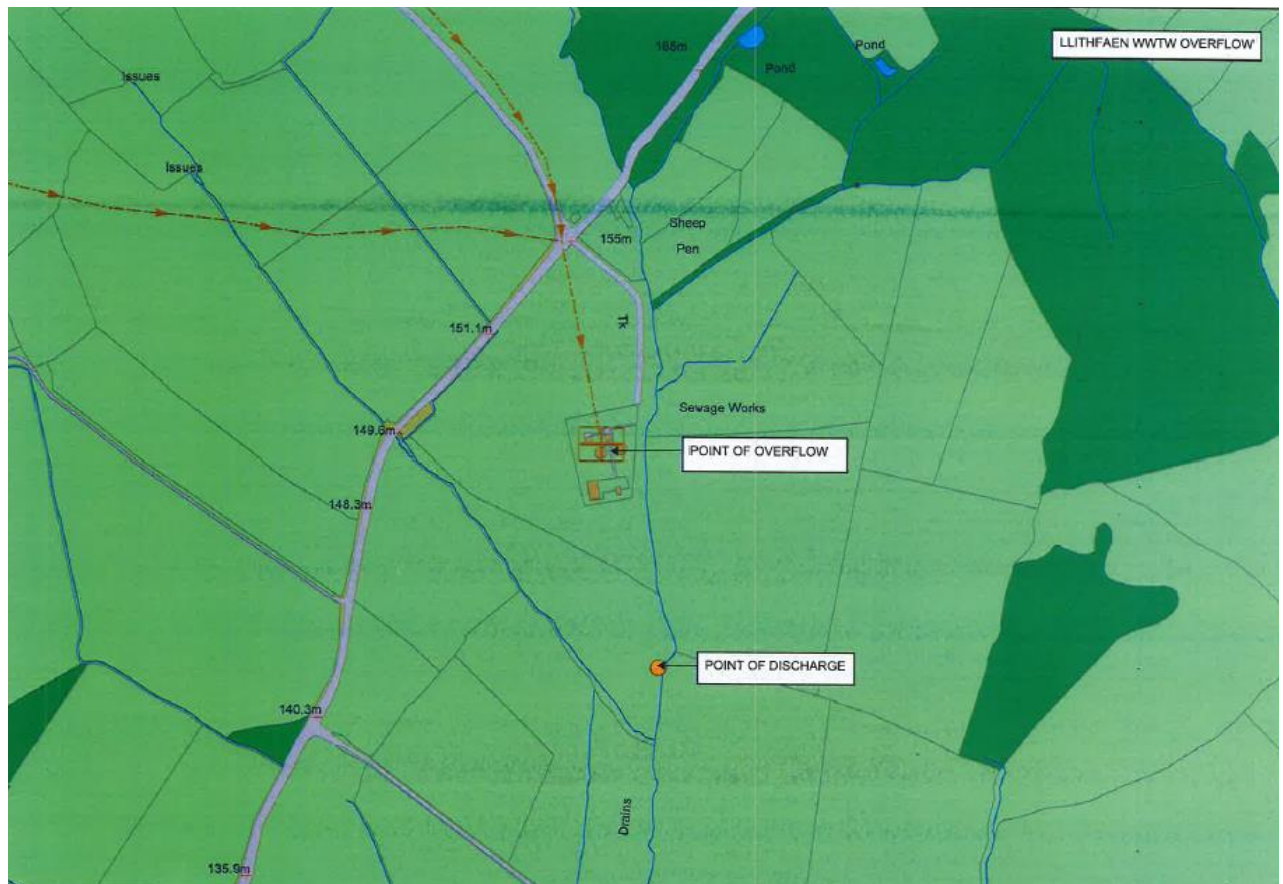 LLITHFAEN WWTW OVERFLOW'
165m
Pond
Pond
Issues
Issues
Sheep
Pen
155m
Tk
151.1m
Sewage Works
149.6m
POINT OF OVERFLOW
148.3m
POINT OF DISCHARGE
140.3m
Drains
135.9m